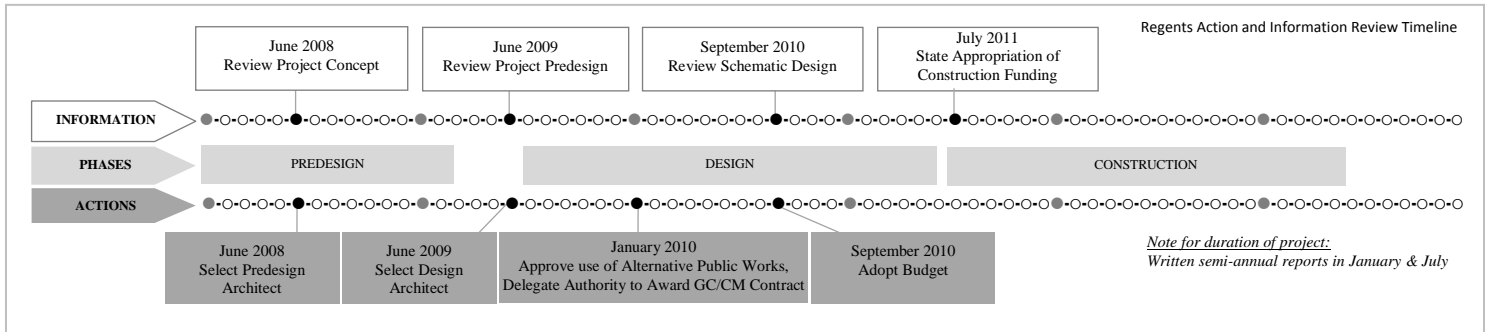 Regents Action and Information Review Timeline
June 2008
Review Project Concept
June 2009
Review Project Predesign
September 2010
Review Schematic Design
July 2011
State Appropriation of
Construction Funding
INFORMATION
PHASES
PREDESIGN
DESIGN
CONSTRUCTION
ACTIONS
June 2008
Select Predesign
Architect
June 2009
Select Design
Architect
January 2010
Approve use of Alternative Public Works,
Delegate Authority to Award GC/CM Contract
September 2010
Adopt Budget
Note for duration of project:
Written semi-annual reports in January & July